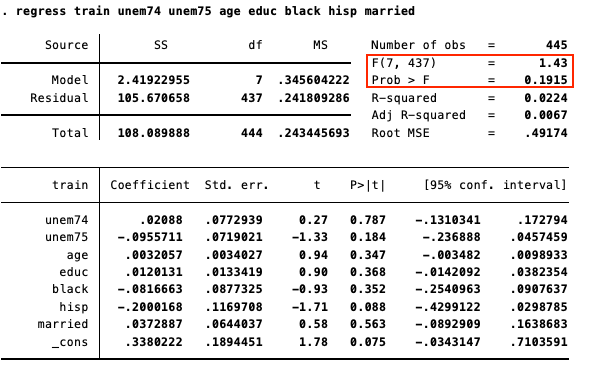 . regress train unem74 unem75 age educ black hisp married
Source SS df MS Number of obs = 445
F(7, 437) = 1.43
Model 2.41922955 7 .345604222 Prob > F = 0.1915
Residual 105.670658 437 .241809286 R-squared = 0.0224
Adj R-squared = 0.0067
Total 108.089888 444 .243445693 Root MSE = .49174
train Coefficient Std. err. t P>|t| [95% conf. interval]
unem74 .02088 .0772939 0.27 0.787 -.1310341 .172794
unem75 -.0955711 .0719021 -1.33 0.184 -.236888 .0457459
age .0032057 .0034027 0.94 0.347 -.003482 .0098933
educ .0120131 .0133419 0.90 0.368 -.0142092 .0382354
black -.0816663 .0877325 -0.93 0.352 -.2540963 .0907637
hisp -.2000168 .1169708 -1.71 0.088 -.4299122 .0298785
married .0372887 .0644037 0.58 0.563 -.0892909 .1638683
_cons .3380222 .1894451 1.78 0.075 -.0343147 .7103591